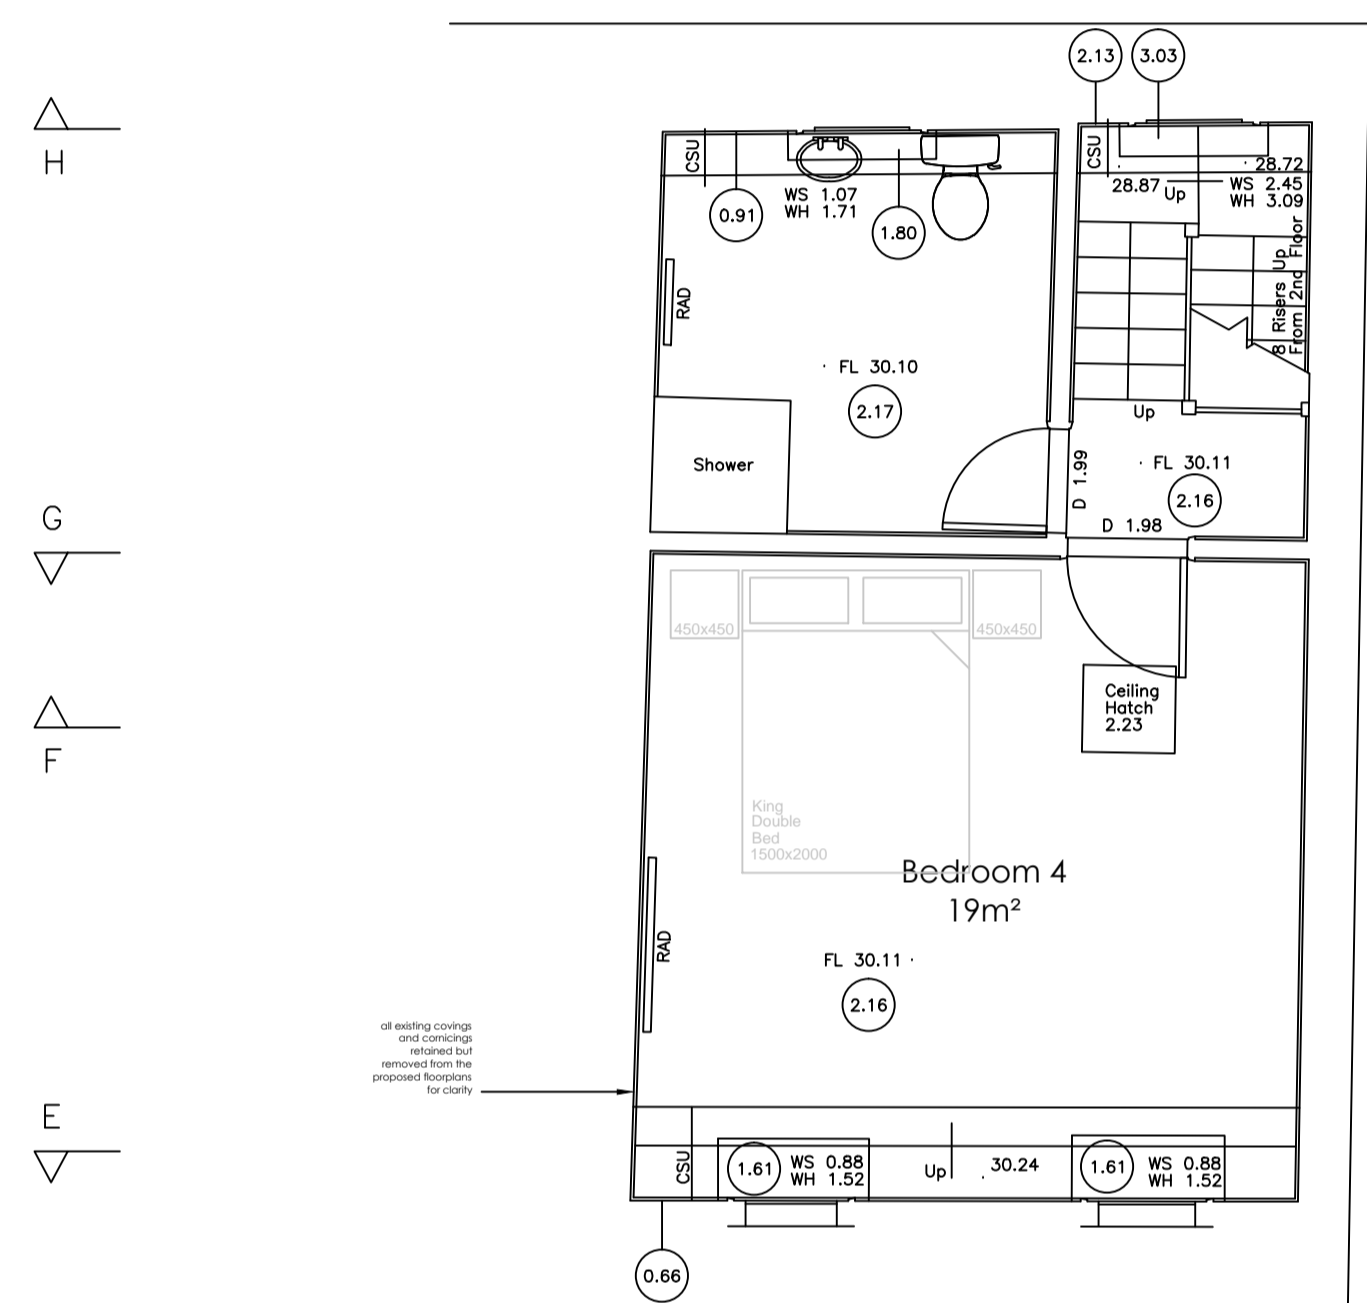 2.13
3.03
H
CSU
CSU
28.72
28.87
Up
WS 2.45
WH 3.09
WS 1.07
WH 1.71
0.91
1.80
8 Risers Up
From 2nd Floor
RAD
FL 30.10
2.17
Up
Shower
D 1.99
FL 30.11
2.16
D 1.98
G
450x450
450x450
Ceiling
Hatch
2.23
F
King
Double
Bed
1500x2000
Bedroom 4
19m²
RAD
FL 30.11
2.16
all existing covings
and cornicings
retained but
removed from the
proposed floorplans
for clarity
E
CSU
1.61
WS 0.88
WH 1.52
Up
30.24
1.61
WS 0.88
WH 1.52
0.66